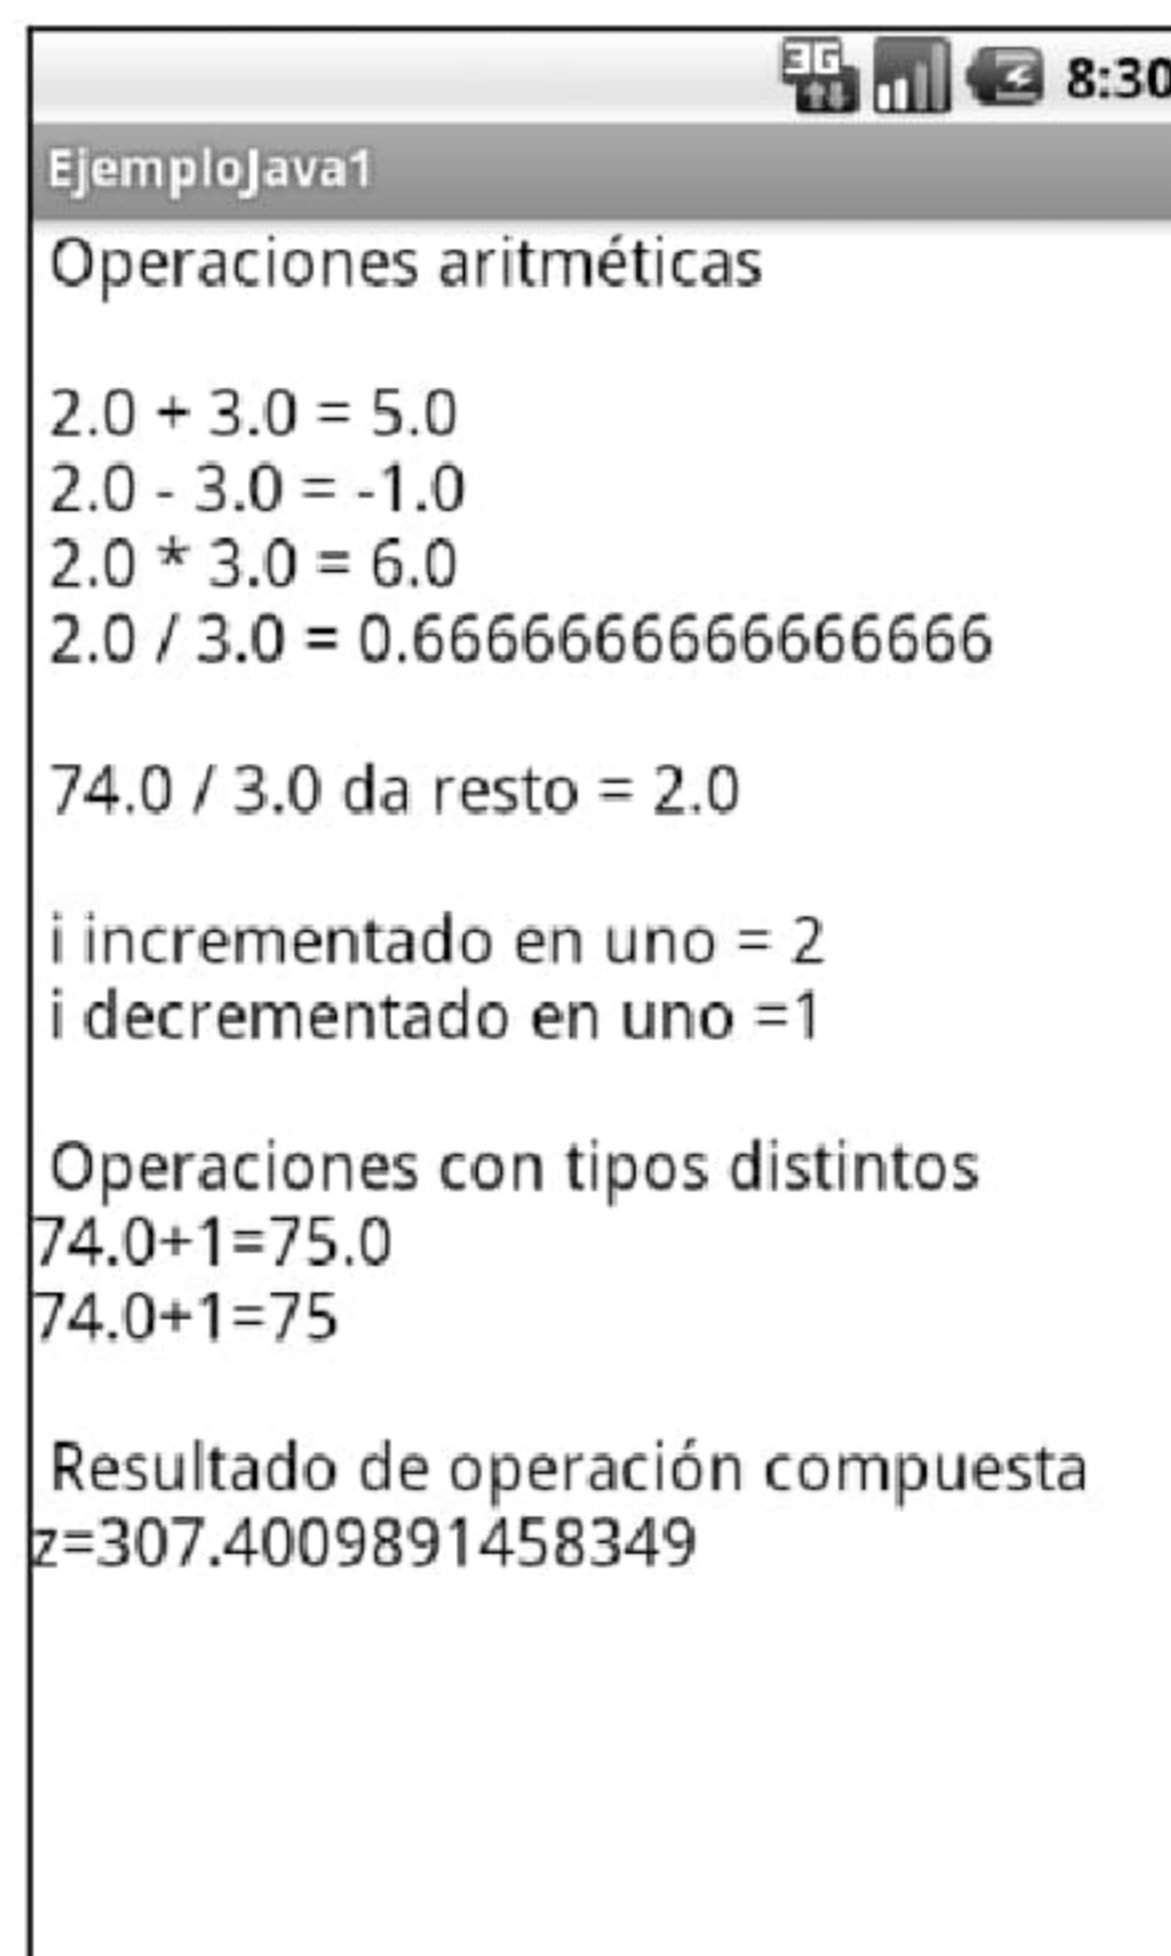 3G 8:30
EjemploJava1
Operaciones aritméticas
2.0 + 3.0 = 5.0
2.0 - 3.0 = -1.0
2.0 * 3.0 = 6.0
2.0 / 3.0 = 0.6666666666666666
74.0 / 3.0 da resto = 2.0
i incrementado en uno = 2
i decrementado en uno =1
Operaciones con tipos distintos
74.0+1=75.0
74.0+1=75
Resultado de operación compuesta
z=307.4009891458349